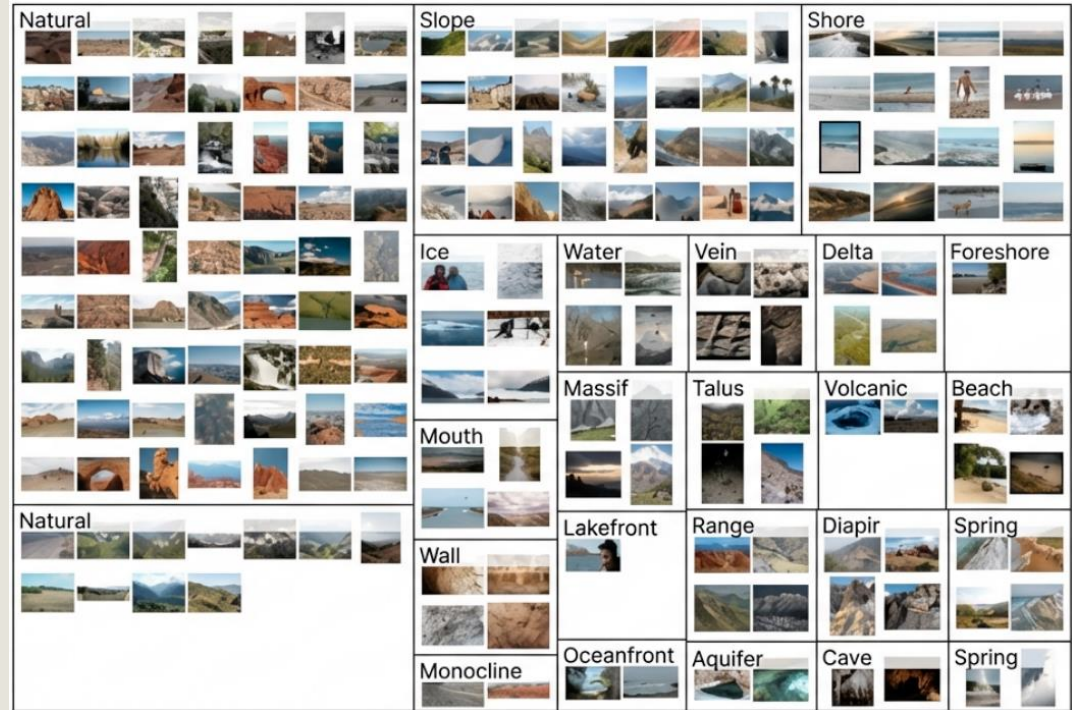 Natural
Slope
Shore
Ice
Water
Vein
Delta
Foreshore
Massif
Talus
Volcanic
Beach
Mouth
Lakefront
Range
Diapir
Spring
Wall
Oceanfront
Aquifer
Cave
Spring
Monocline
Natural